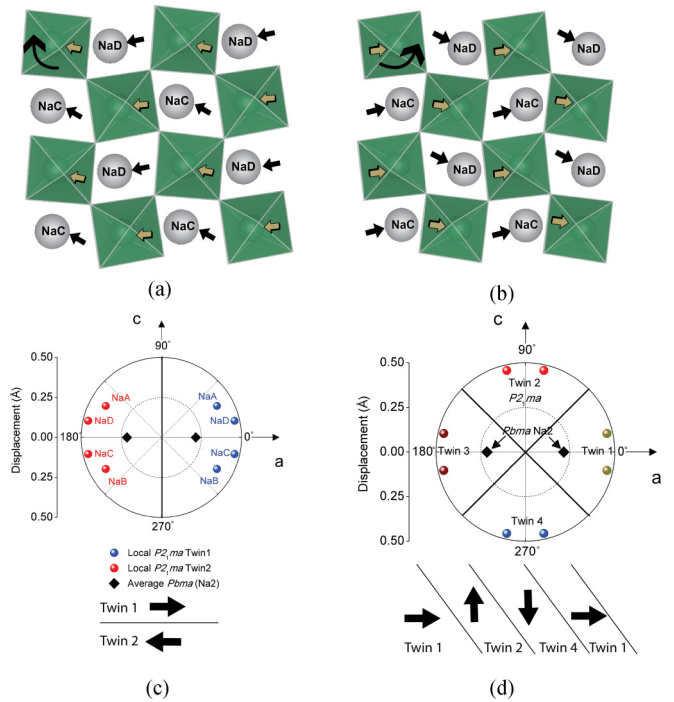 NaD NaD
NaC NaC
NaD NaD
NaC NaC
(a)
NaD NaD
NaC NaC
NaD NaD
NaC NaC
(b)
c
90°
Displacement (Å)
0.50
0.25
0.00
0.25
0.50
180°
0°
a
270°
NaA NaA
NaD NaD
NaC NaC
NaB NaB
Local P2₁ma Twin1
Local P2₁ma Twin2
Average Pbma (Na2)
Twin 1
Twin 2
(c)
c
90°
Displacement (Å)
0.50
0.25
0.00
0.25
0.50
Twin 2
P2₁ma
Pbma Na2
180° Twin 3 Twin 1 0°
a
Twin 4
270°
Twin 1 Twin 2 Twin 4 Twin 1
(d)